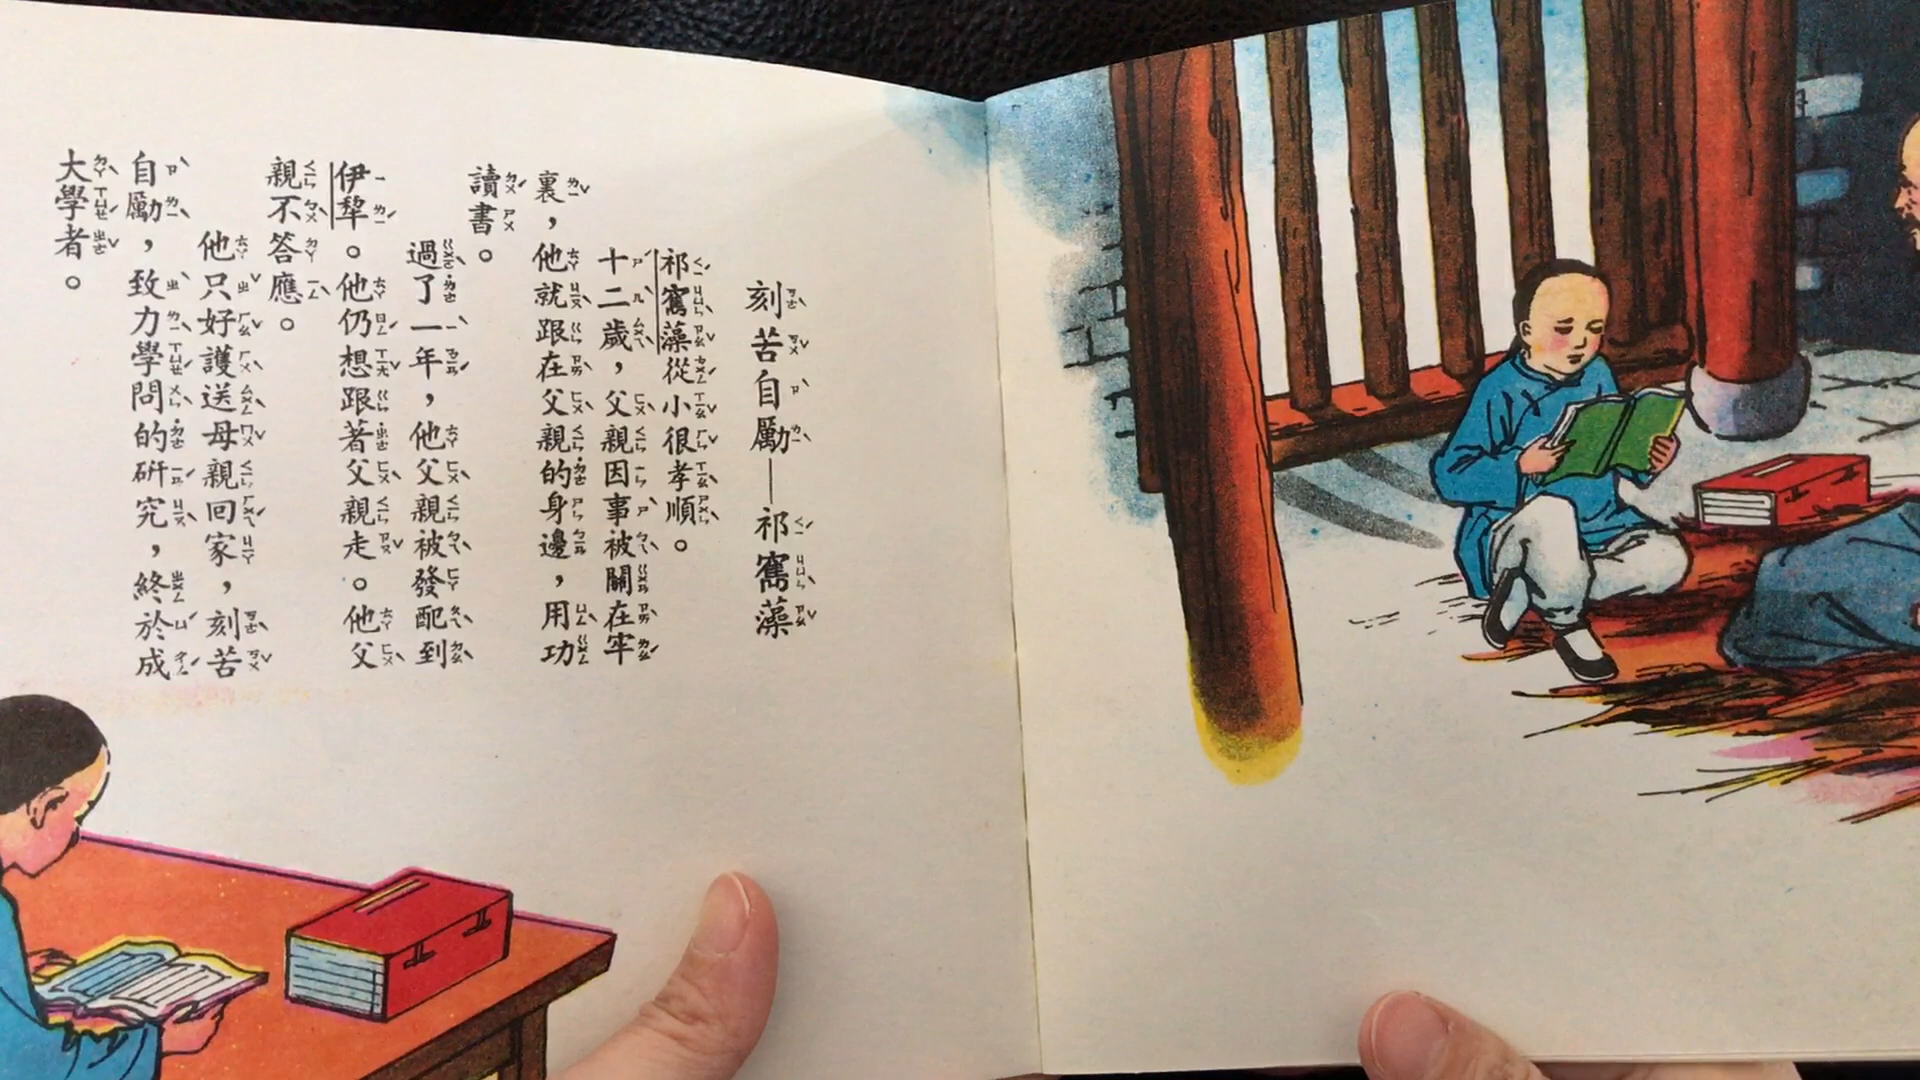 刻苦自勵——祁寯藻
祁寯藻從小很孝順。
十二歲，父親因事被關在牢
裏，他就跟在父親的身邊，用功
讀書。
過了一年，他父親被發配到
伊犂。他仍想跟著父親走。他父
親不答應。
他只好護送母親回家，刻苦
自勵，致力學問的研究，終於成
大學者。